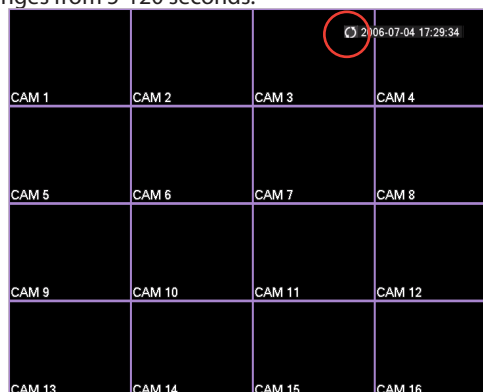 nges from 5-120 seconds.
2006-07-04 17:29:34
CAM 1 CAM 2 CAM 3 CAM 4
CAM 5 CAM 6 CAM 7 CAM 8
CAM 9 CAM 10 CAM 11 CAM 12
CAM 13 CAM 14 CAM 15 CAM 16